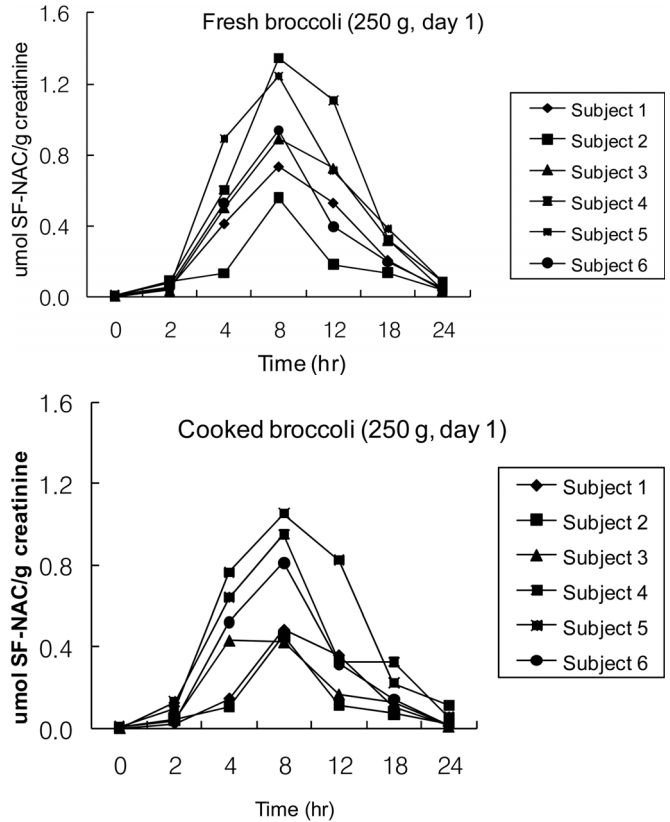 Fresh broccoli (250 g, day 1)
umol SF-NAC/g creatinine
1.6
1.2
0.8
0.4
0.0
0 2 4 8 12 18 24
Time (hr)
Subject 1
Subject 2
Subject 3
Subject 4
Subject 5
Subject 6
Cooked broccoli (250 g, day 1)
umol SF-NAC/g creatinine
1.6
1.2
0.8
0.4
0.0
0 2 4 8 12 18 24
Time (hr)
Subject 1
Subject 2
Subject 3
Subject 4
Subject 5
Subject 6